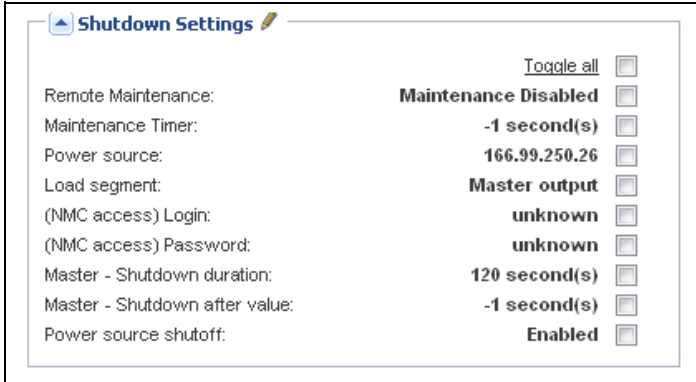 Shutdown Settings
Toggle all
Remote Maintenance: Maintenance Disabled
Maintenance Timer: -1 second(s)
Power source: 166.99.250.26
Load segment: Master output
(NMC access) Login: unknown
(NMC access) Password: unknown
Master - Shutdown duration: 120 second(s)
Master - Shutdown after value: -1 second(s)
Power source shutoff: Enabled